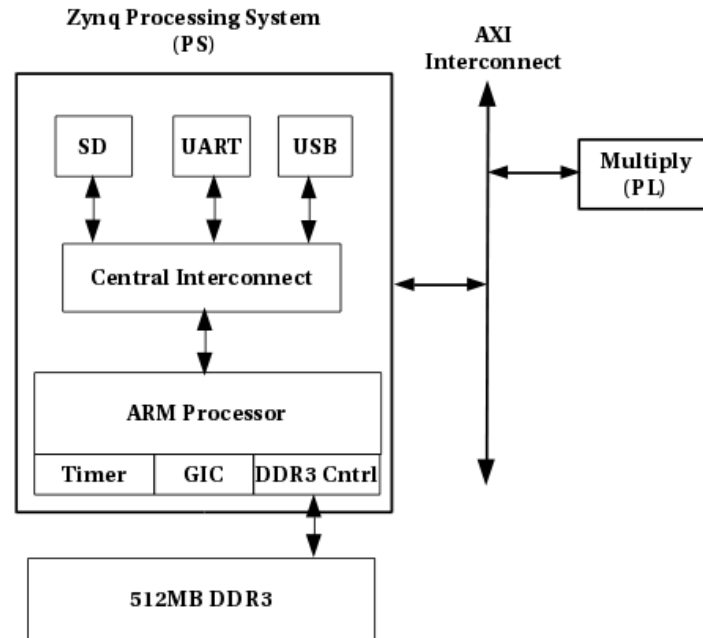 Zynq Processing System
(PS)
AXI
Interconnect
SD
UART
USB
Multiply
(PL)
Central Interconnect
ARM Processor
Timer
GIC
DDR3 Cntrl
512MB DDR3